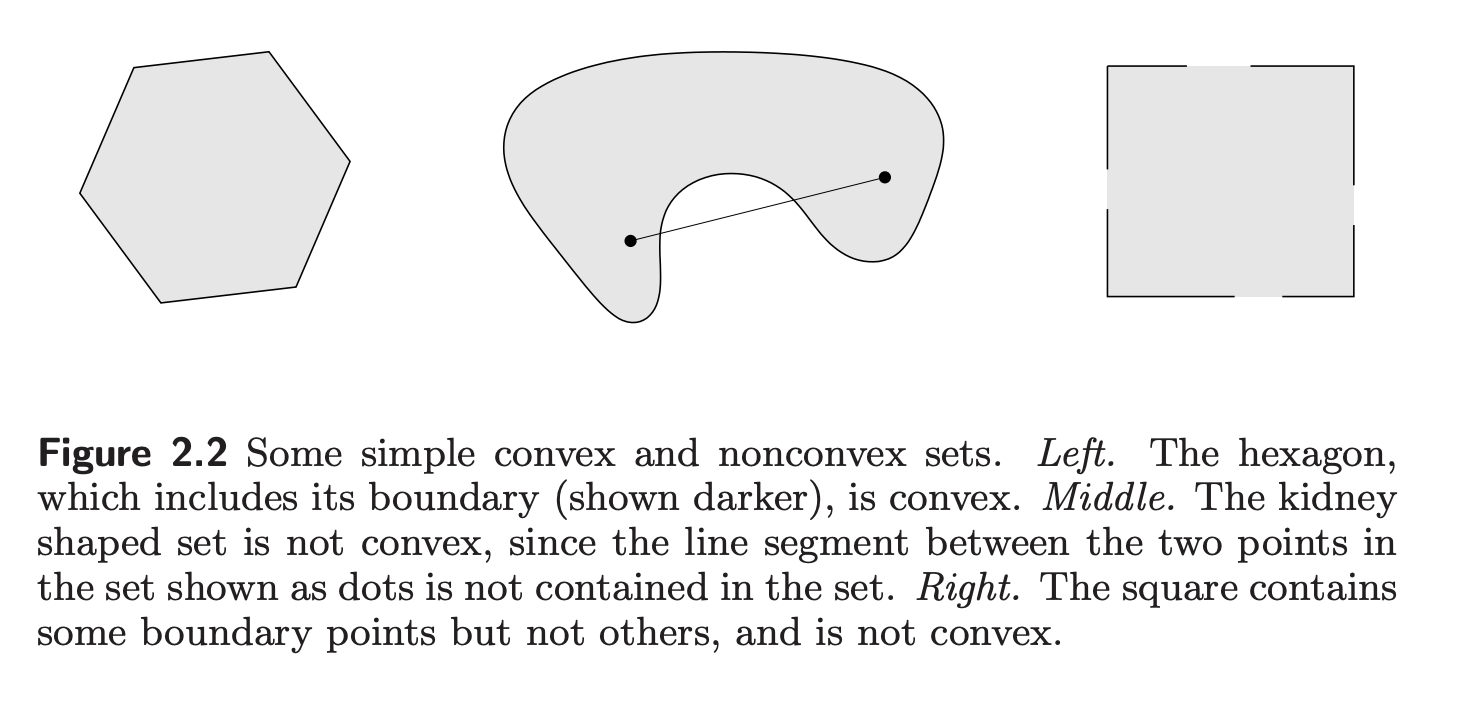 Figure 2.2 Some simple convex and nonconvex sets. Left. The hexagon,
which includes its boundary (shown darker), is convex. Middle. The kidney
shaped set is not convex, since the line segment between the two points in
the set shown as dots is not contained in the set. Right. The square contains
some boundary points but not others, and is not convex.